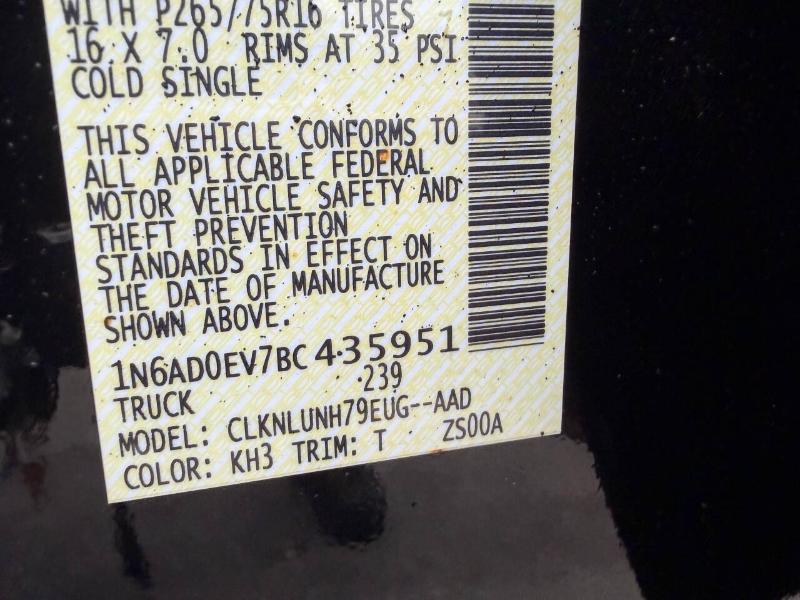 WITH P265/75R16 TIRES
16 X 7.0 RIMS AT 35 PSI
COLD SINGLE
THIS VEHICLE CONFORMS TO
ALL APPLICABLE FEDERAL
MOTOR VEHICLE SAFETY AND
THEFT PREVENTION
STANDARDS IN EFFECT ON
THE DATE OF MANUFACTURE
SHOWN ABOVE.
1N6AD0EV7BC435951
TRUCK 239
MODEL: CLKNLUNH79EUG--AAD
COLOR: KH3 TRIM: T ZS00A